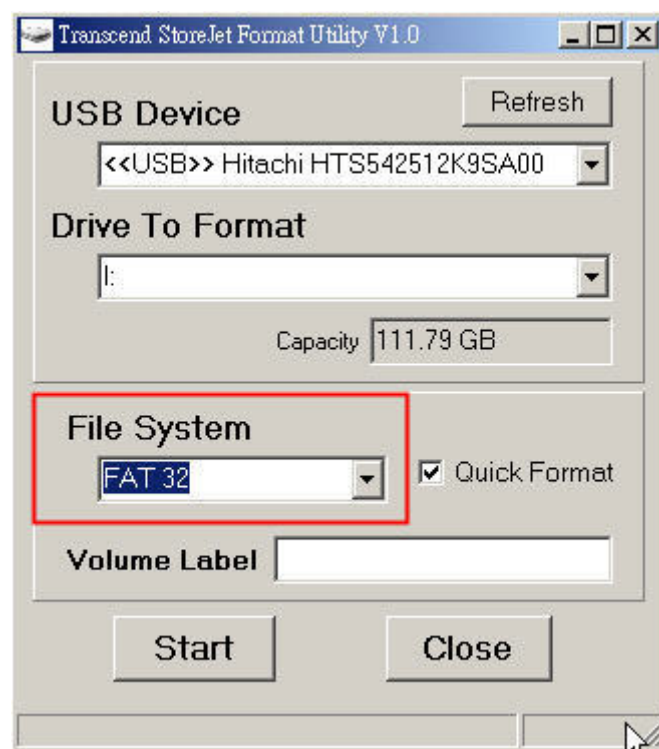 Transcend StoreJet Format Utility V1.0
USB Device
Refresh
<<USB>> Hitachi HTS542512K9SA00
Drive To Format
I:
Capacity 111.79 GB
File System
FAT 32
Quick Format
Volume Label
Start Close